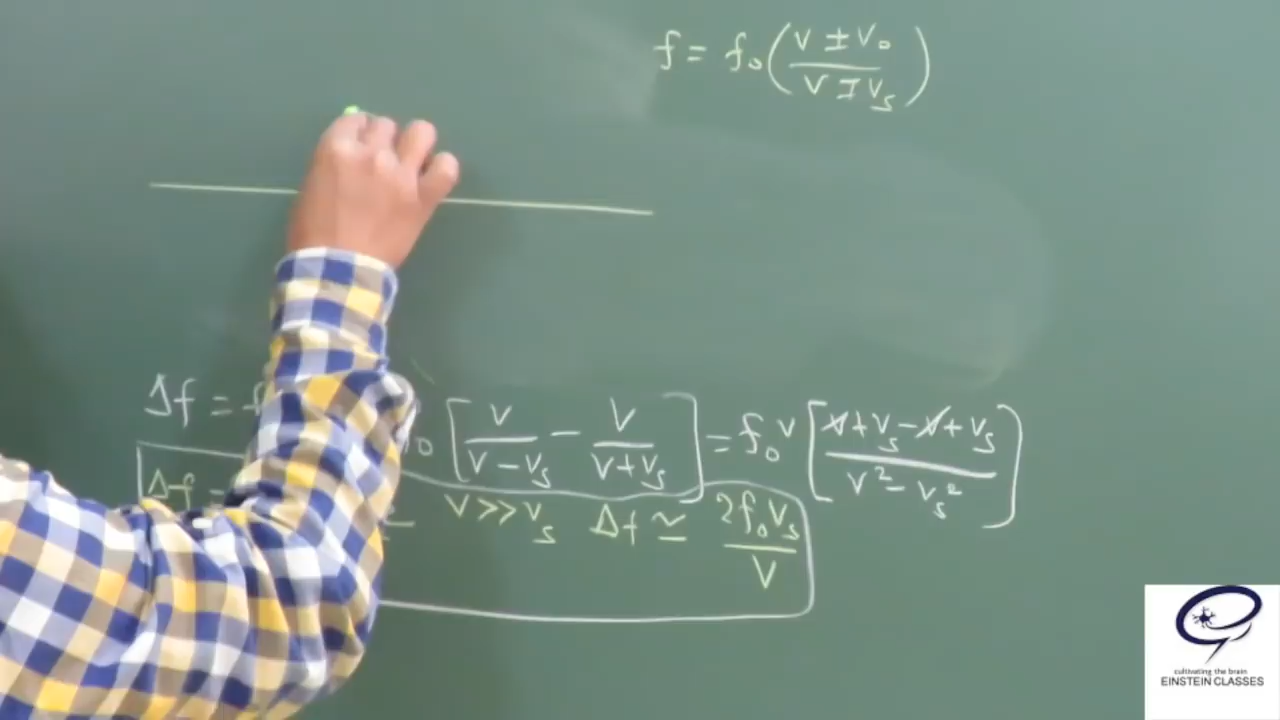 f = f₀ ( (v ± v₀) / (v ∓ vₛ) )
Δf = f ₀ [ v / (v − vₛ) − v / (v + vₛ) ] = f₀ v [ (v + vₛ − v + vₛ) / (v² − vₛ²) ]
Δf = v >> vₛ Δf ≃ 2f₀vₛ / v
cultivating the brain
EINSTEIN CLASSES